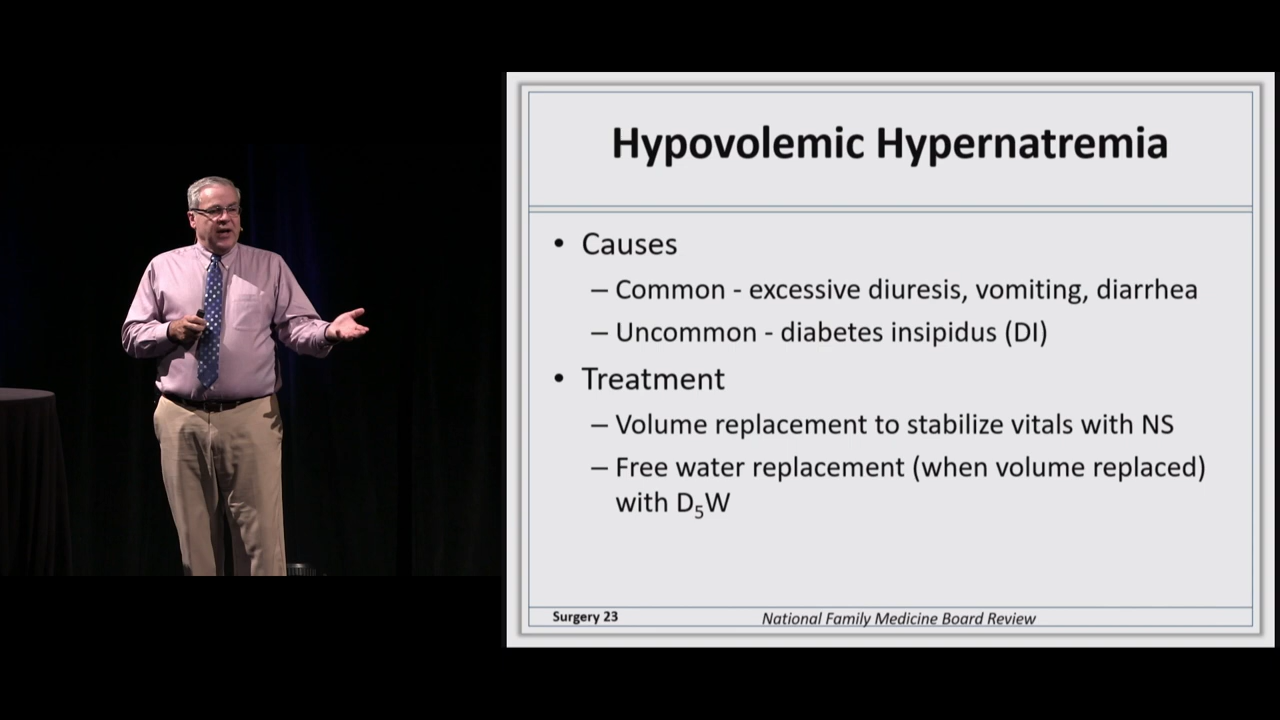 Hypovolemic Hypernatremia
• Causes
– Common - excessive diuresis, vomiting, diarrhea
– Uncommon - diabetes insipidus (DI)
• Treatment
– Volume replacement to stabilize vitals with NS
– Free water replacement (when volume replaced)
with D₅W
Surgery 23
National Family Medicine Board Review